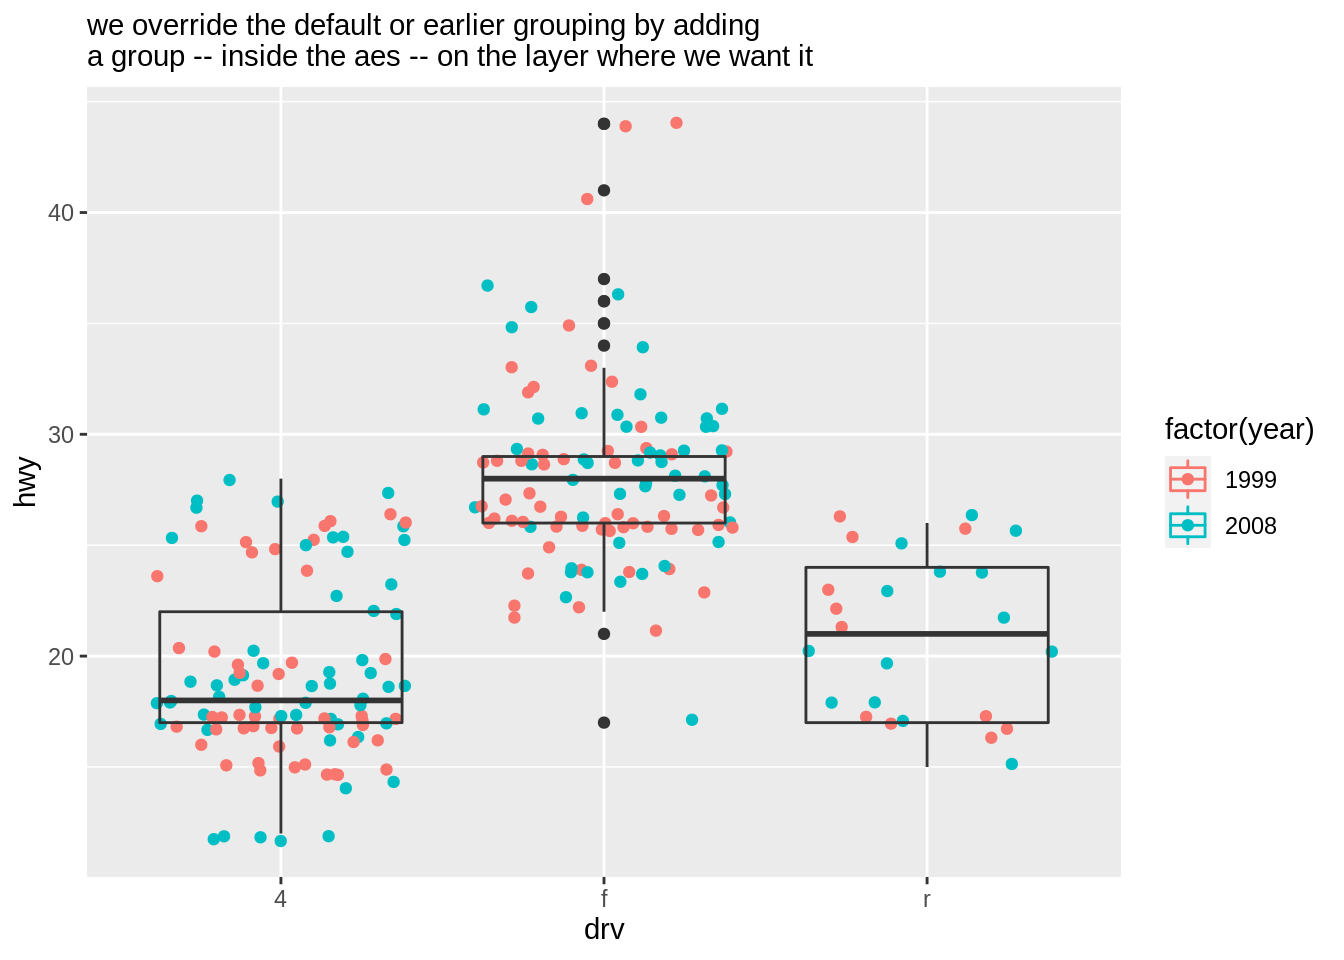 we override the default or earlier grouping by adding
a group -- inside the aes -- on the layer where we want it
hwy
40
30
20
4
f
r
drv
factor(year)
1999
2008